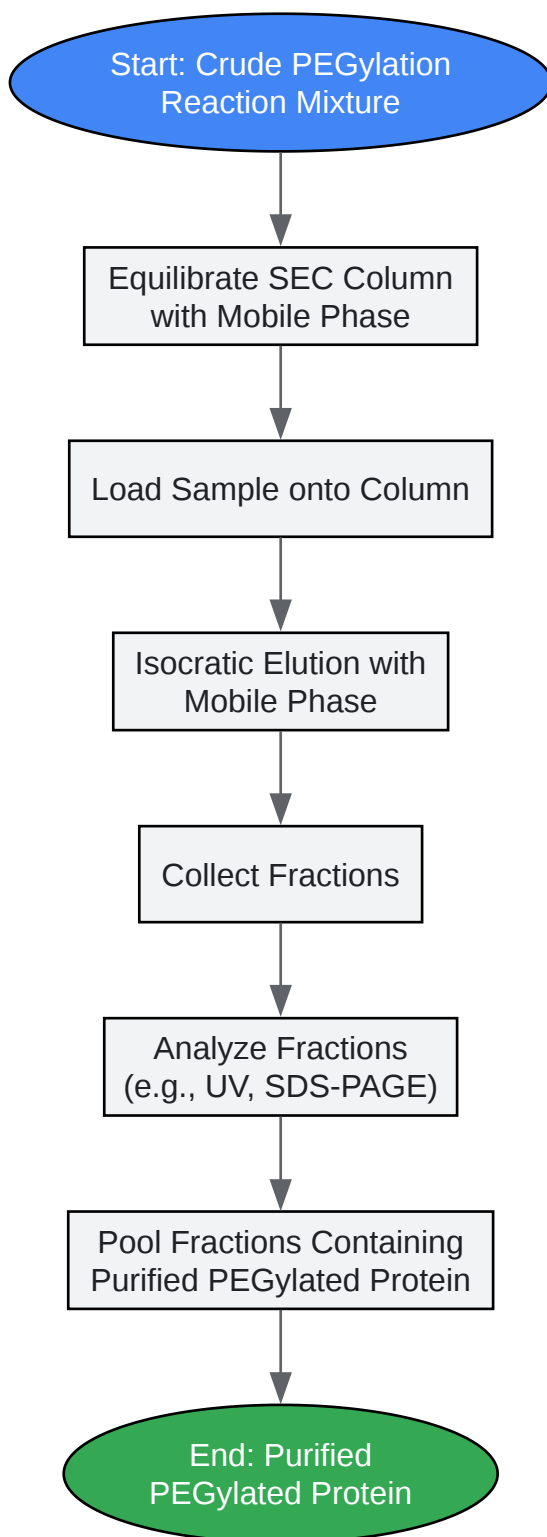 Start: Crude PEGylation
Reaction Mixture
Equilibrate SEC Column
with Mobile Phase
Load Sample onto Column
Isocratic Elution with
Mobile Phase
Collect Fractions
Analyze Fractions
(e.g., UV, SDS-PAGE)
Pool Fractions Containing
Purified PEGylated Protein
End: Purified
PEGylated Protein